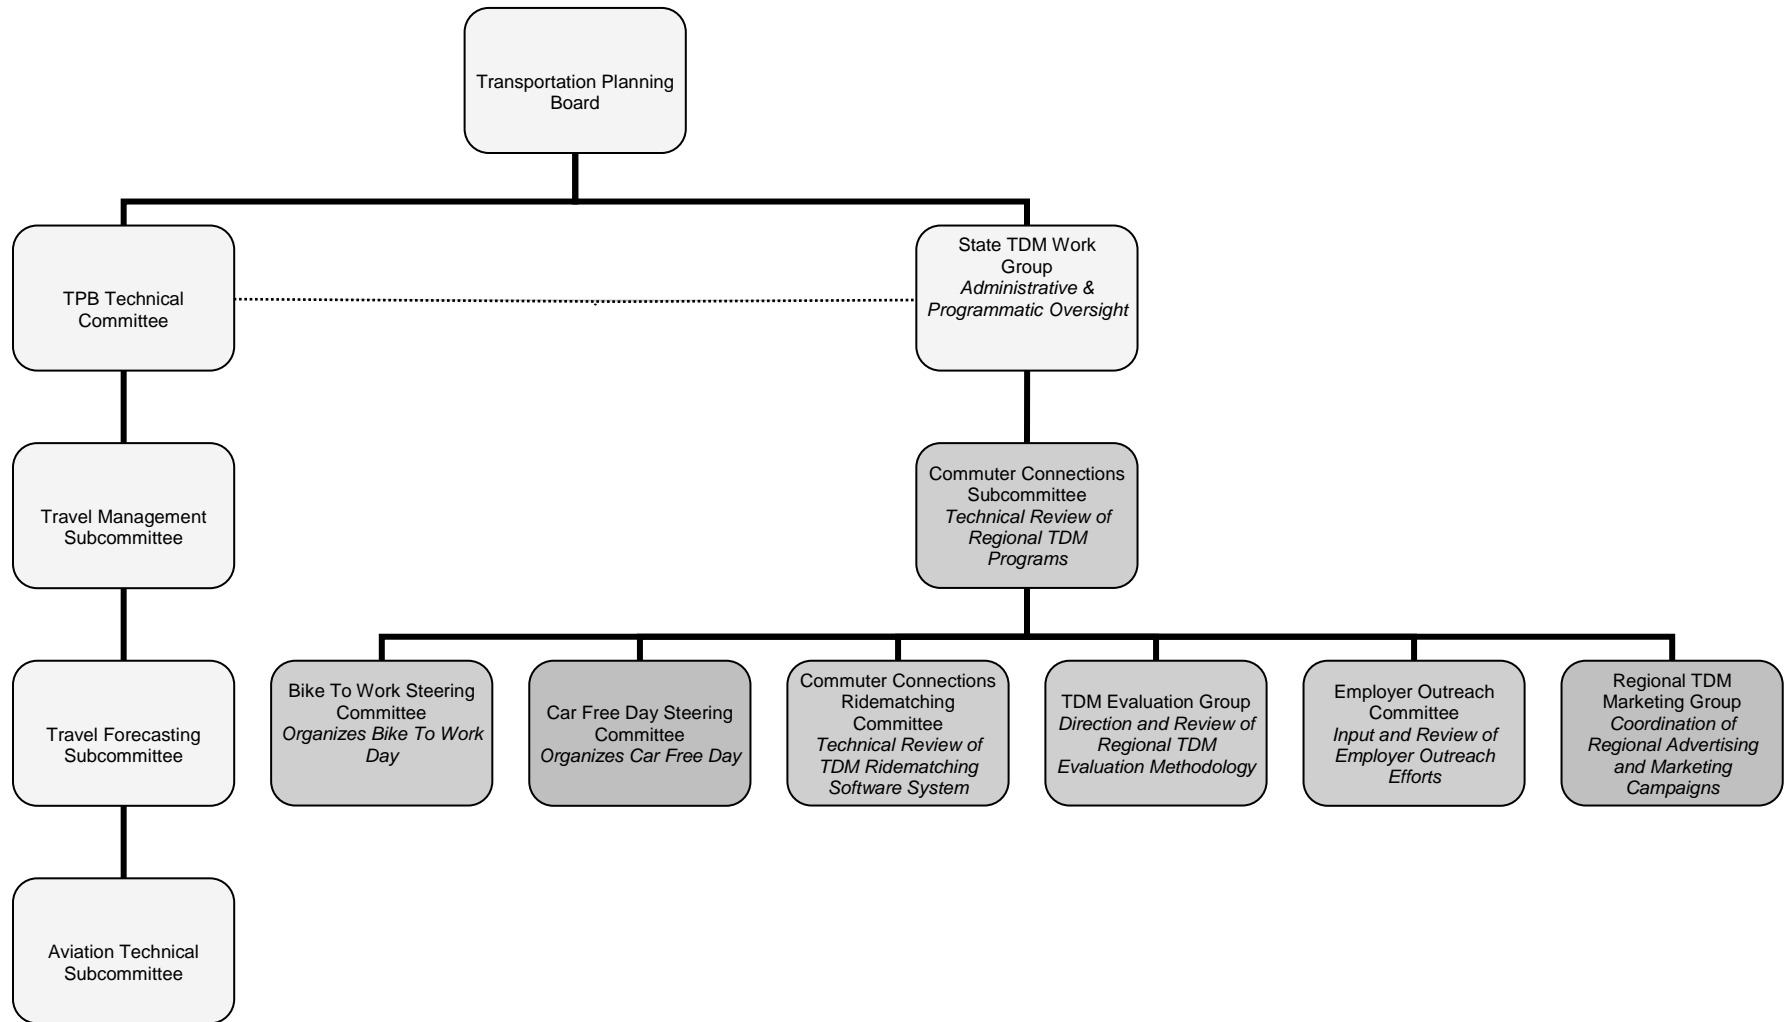 Transportation Planning
Board
TPB Technical
Committee
State TDM Work
Group
Administrative &
Programmatic Oversight
Travel Management
Subcommittee
Commuter Connections
Subcommittee
Technical Review of
Regional TDM
Programs
Travel Forecasting
Subcommittee
Bike To Work Steering
Committee
Organizes Bike To Work
Day
Car Free Day Steering
Committee
Organizes Car Free Day
Commuter Connections
Ridematching
Committee
Technical Review of
TDM Ridematching
Software System
TDM Evaluation Group
Direction and Review of
Regional TDM
Evaluation Methodology
Employer Outreach
Committee
Input and Review of
Employer Outreach
Efforts
Regional TDM
Marketing Group
Coordination of
Regional Advertising
and Marketing
Campaigns
Aviation Technical
Subcommittee